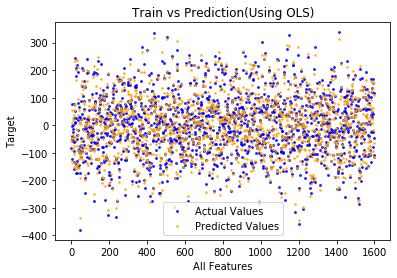 Train vs Prediction(Using OLS)
300
200
100
0
−100
−200
−300
−400
Target
0 200 400 600 800 1000 1200 1400 1600
All Features
Actual Values
Predicted Values